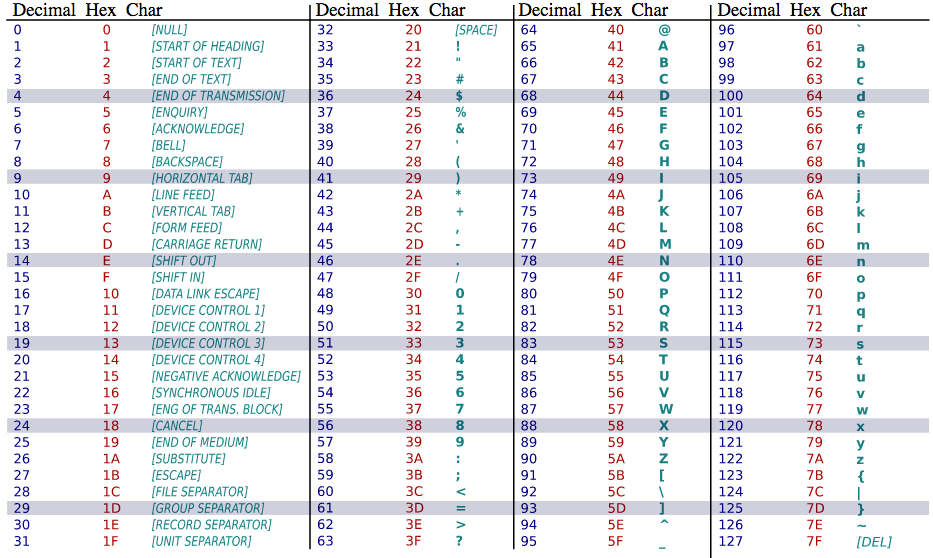 Decimal Hex Char Decimal Hex Char Decimal Hex Char Decimal Hex Char
0 0 [NULL] 32 20 [SPACE] 64 40 @ 96 60 `
1 1 [START OF HEADING] 33 21 ! 65 41 A 97 61 a
2 2 [START OF TEXT] 34 22 " 66 42 B 98 62 b
3 3 [END OF TEXT] 35 23 # 67 43 C 99 63 c
4 4 [END OF TRANSMISSION] 36 24 $ 68 44 D 100 64 d
5 5 [ENQUIRY] 37 25 % 69 45 E 101 65 e
6 6 [ACKNOWLEDGE] 38 26 & 70 46 F 102 66 f
7 7 [BELL] 39 27 ' 71 47 G 103 67 g
8 8 [BACKSPACE] 40 28 ( 72 48 H 104 68 h
9 9 [HORIZONTAL TAB] 41 29 ) 73 49 I 105 69 i
10 A [LINE FEED] 42 2A * 74 4A J 106 6A j
11 B [VERTICAL TAB] 43 2B + 75 4B K 107 6B k
12 C [FORM FEED] 44 2C , 76 4C L 108 6C l
13 D [CARRIAGE RETURN] 45 2D - 77 4D M 109 6D m
14 E [SHIFT OUT] 46 2E . 78 4E N 110 6E n
15 F [SHIFT IN] 47 2F / 79 4F O 111 6F o
16 10 [DATA LINK ESCAPE] 48 30 0 80 50 P 112 70 p
17 11 [DEVICE CONTROL 1] 49 31 1 81 51 Q 113 71 q
18 12 [DEVICE CONTROL 2] 50 32 2 82 52 R 114 72 r
19 13 [DEVICE CONTROL 3] 51 33 3 83 53 S 115 73 s
20 14 [DEVICE CONTROL 4] 52 34 4 84 54 T 116 74 t
21 15 [NEGATIVE ACKNOWLEDGE] 53 35 5 85 55 U 117 75 u
22 16 [SYNCHRONOUS IDLE] 54 36 6 86 56 V 118 76 v
23 17 [ENG OF TRANS. BLOCK] 55 37 7 87 57 W 119 77 w
24 18 [CANCEL] 56 38 8 88 58 X 120 78 x
25 19 [END OF MEDIUM] 57 39 9 89 59 Y 121 79 y
26 1A [SUBSTITUTE] 58 3A : 90 5A Z 122 7A z
27 1B [ESCAPE] 59 3B ; 91 5B [ 123 7B {
28 1C [FILE SEPARATOR] 60 3C < 92 5C \ 124 7C |
29 1D [GROUP SEPARATOR] 61 3D = 93 5D ] 125 7D }
30 1E [RECORD SEPARATOR] 62 3E > 94 5E ^ 126 7E ~
31 1F [UNIT SEPARATOR] 63 3F ? 95 5F _ 127 7F [DEL]